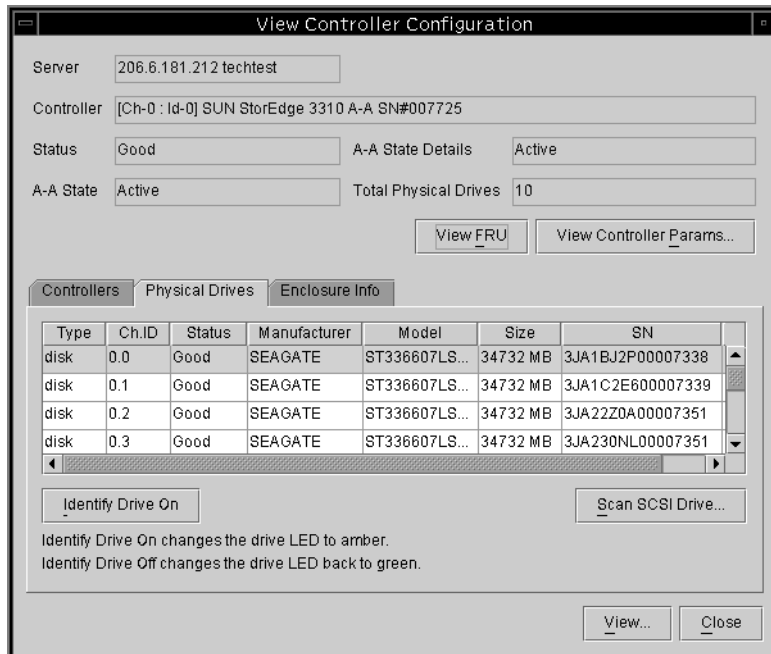 View Controller Configuration
Server 206.6.181.212 techtest
Controller [Ch-0 : Id-0] SUN StorEdge 3310 A-A SN#007725
Status Good A-A State Details Active
A-A State Active Total Physical Drives 10
View FRU View Controller Params...
Controllers Physical Drives Enclosure Info
Type Ch.ID Status Manufacturer Model Size SN
disk 0.0 Good SEAGATE ST336607LS... 34732 MB 3JA1BJ2P00007338
disk 0.1 Good SEAGATE ST336607LS... 34732 MB 3JA1C2E600007339
disk 0.2 Good SEAGATE ST336607LS... 34732 MB 3JA22Z0A00007351
disk 0.3 Good SEAGATE ST336607LS... 34732 MB 3JA230NL00007351
Identify Drive On Scan SCSI Drive...
Identify Drive On changes the drive LED to amber.
Identify Drive Off changes the drive LED back to green.
View... Close